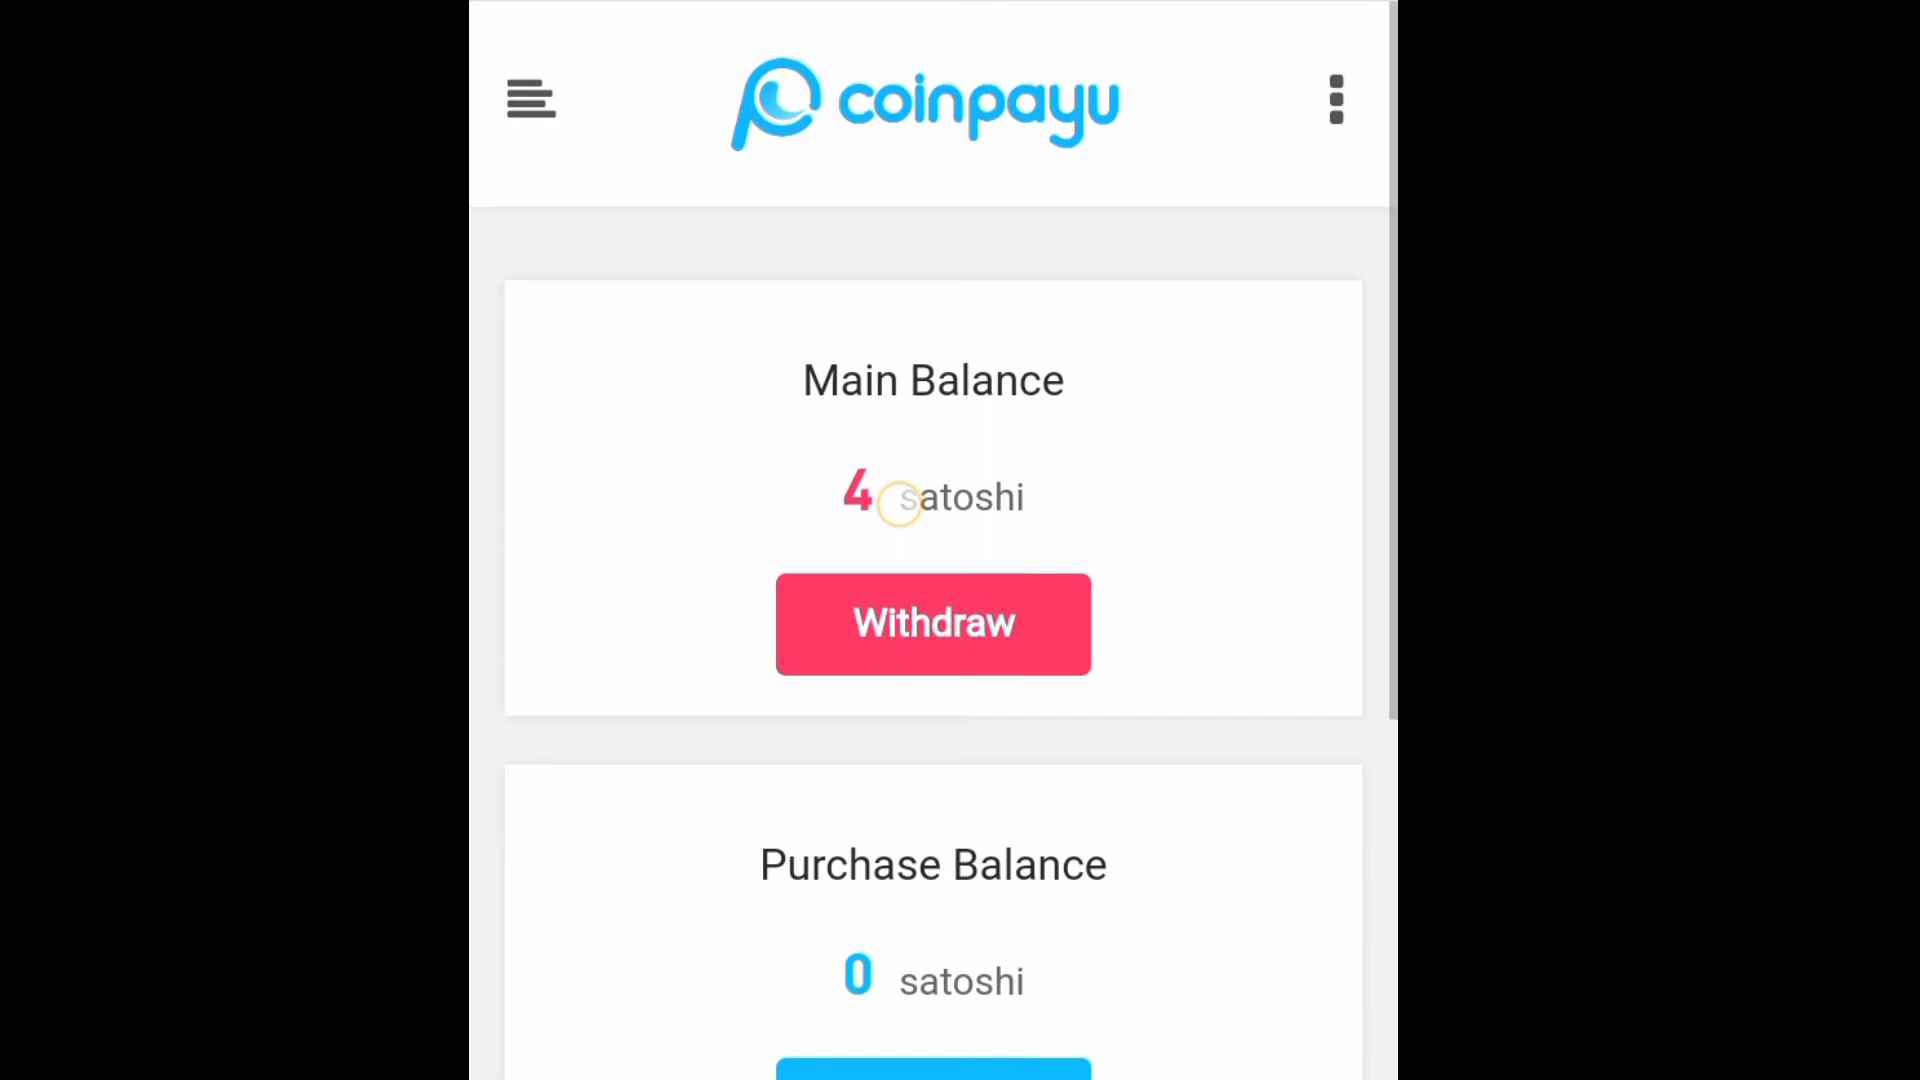 coinpayu
Main Balance
4 satoshi
Withdraw
Purchase Balance
0 satoshi